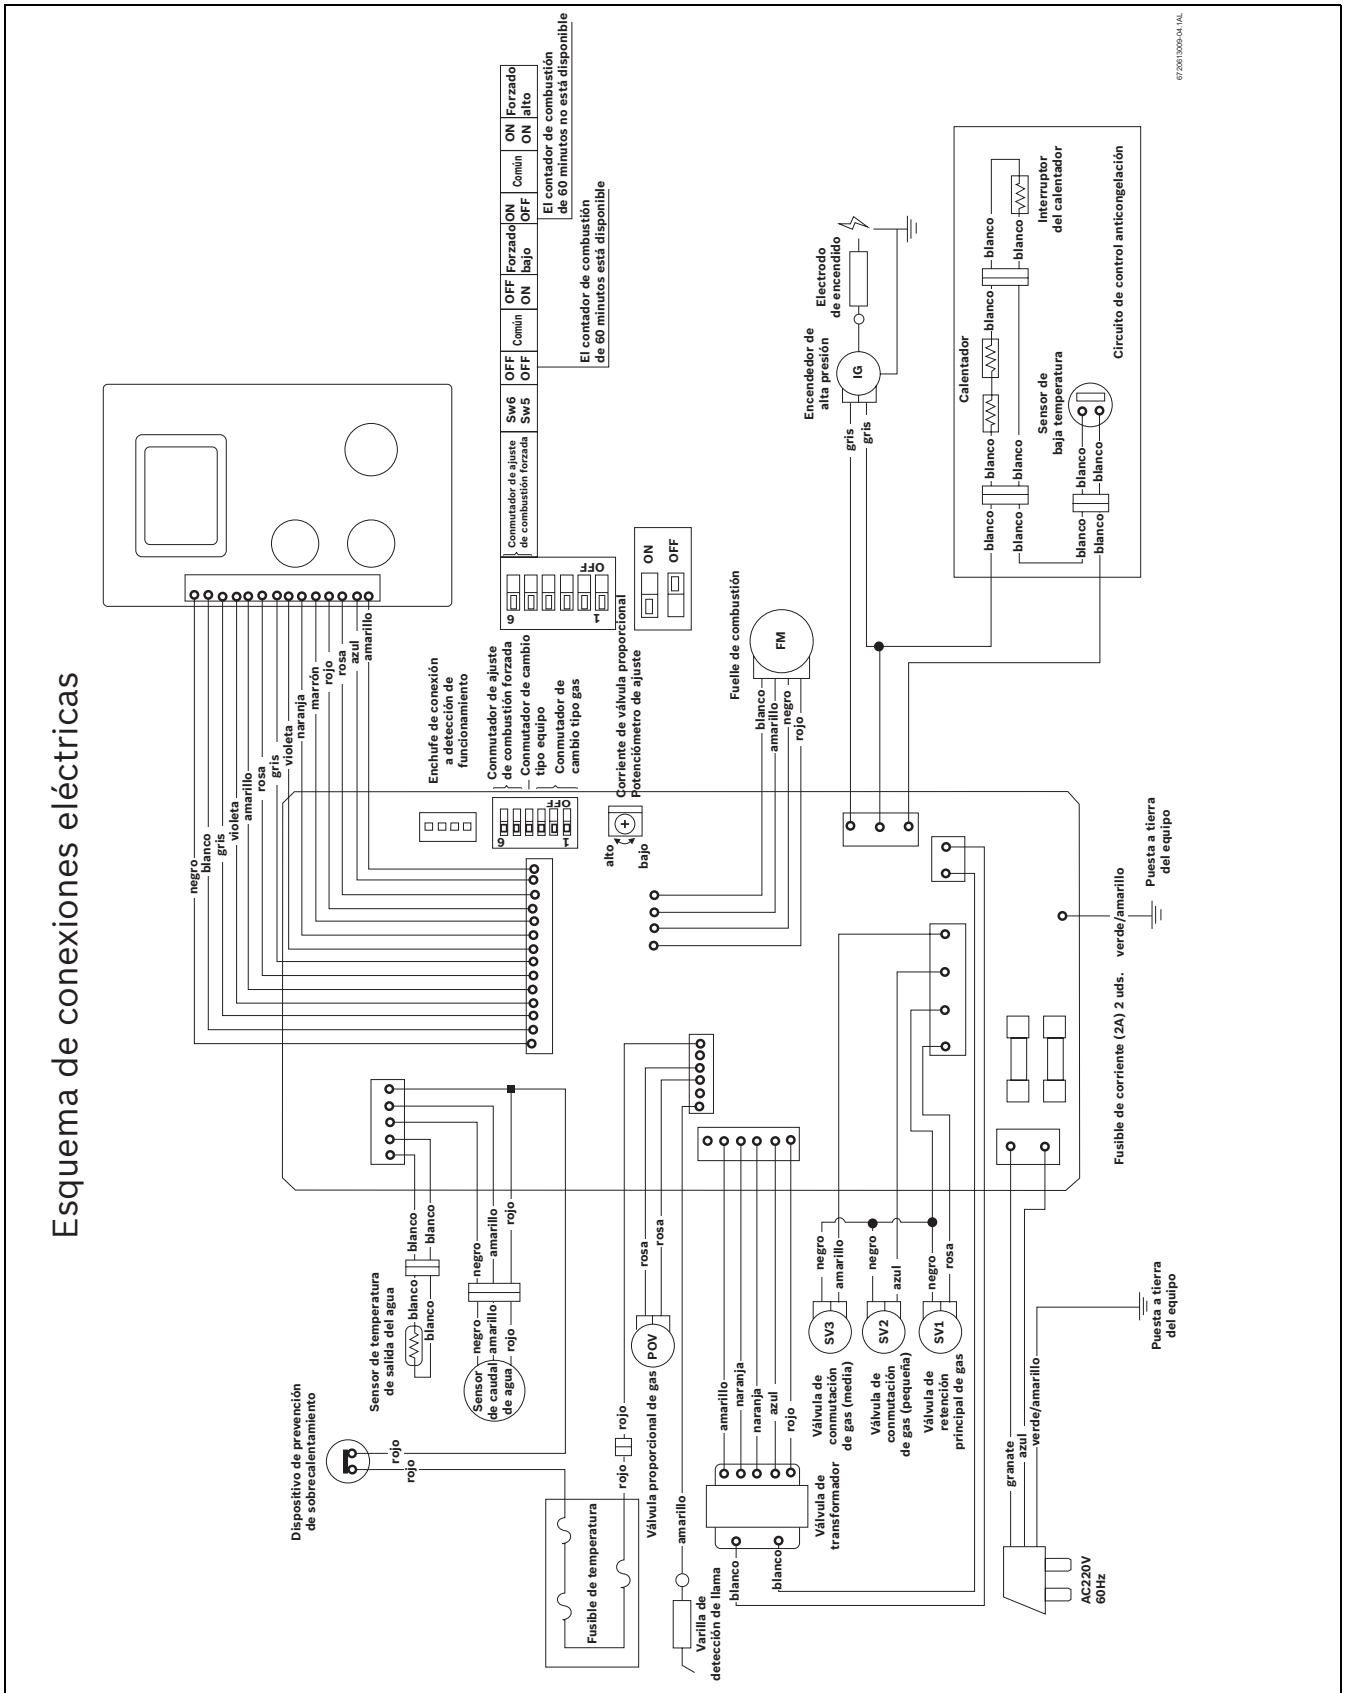 Esquema de conexiones eléctricas
6720613009-04.1AL
Conmutador de ajuste
de combustión forzada
Sw6
Sw5
OFF
OFF
Común
OFF
ON
Forzado
bajo
ON
OFF
Común
ON
ON
Forzado
alto
El contador de combustión
de 60 minutos no está disponible
El contador de combustión
de 60 minutos está disponible
6
1
OFF
ON
OFF
negro
blanco
gris
violeta
amarillo
rosa
gris
violeta
naranja
marrón
rojo
rosa
azul
amarillo
Enchufe de conexión
a detección de
funcionamiento
Conmutador de ajuste
de combustión forzada
Conmutador de cambio
tipo equipo
Conmutador de
cambio tipo gas
6
1
OFF
Corriente de válvula proporcional
Potenciómetro de ajuste
alto
bajo
Fuelle de combustión
FM
blanco
amarillo
negro
rojo
Encendedor de
alta presión
IG
gris
gris
Electrodo
de encendido
Calentador
blanco
blanco
blanco
blanco
blanco
blanco
blanco
blanco
Interruptor
del calentador
Sensor de
baja temperatura
blanco
blanco
blanco
blanco
Circuito de control anticongelación
Dispositivo de prevención
de sobrecalentamiento
rojo
rojo
Sensor de temperatura
de salida del agua
blanco
blanco
blanco
blanco
Sensor
de caudal
de agua
negro
amarillo
rojo
negro
amarillo
rojo
Fusible de temperatura
rojo
rojo
Válvula proporcional de gas
POV
rosa
rosa
Varilla de
detección de llama
amarillo
Válvula de
transformador
amarillo
naranja
naranja
azul
rojo
blanco
blanco
SV3
negro
amarillo
Válvula de
conmutación
de gas (media)
SV2
negro
azul
Válvula de
conmutación
de gas (pequeña)
SV1
negro
rosa
Válvula de
retención
principal de gas
granate
azul
verde/amarillo
AC220V
60Hz
Puesta a tierra
del equipo
Fusible de corriente (2A) 2 uds.
verde/amarillo
Puesta a tierra
del equipo